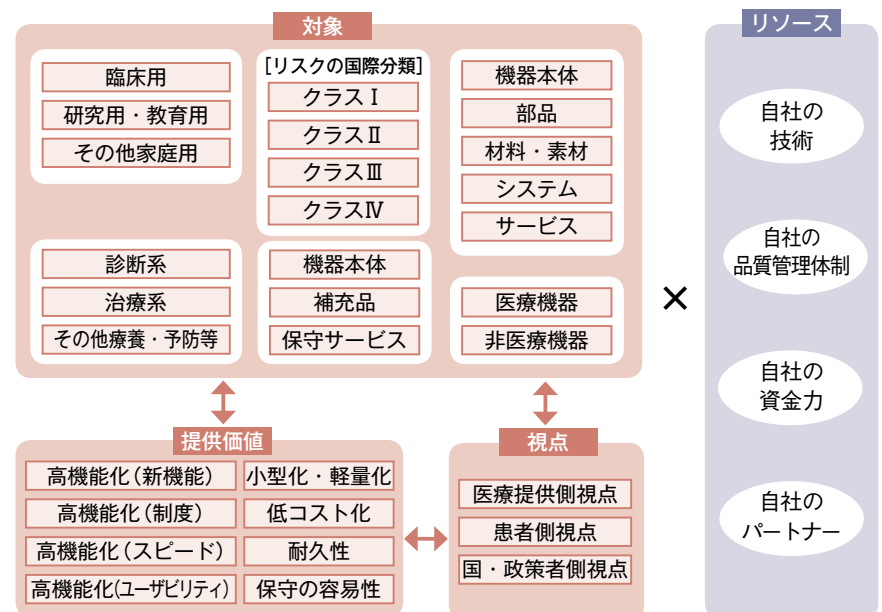 対象
臨床用
研究用・教育用
その他家庭用
[リスクの国際分類]
クラスⅠ
クラスⅡ
クラスⅢ
クラスⅣ
機器本体
部品
材料・素材
システム
サービス
診断系
治療系
その他療養・予防等
機器本体
補充品
保守サービス
医療機器
非医療機器
×
リソース
自社の
技術
自社の
品質管理体制
自社の
資金力
自社の
パートナー
提供価値
高機能化(新機能)
高機能化(制度)
高機能化(スピード)
高機能化(ユーザビリティ)
小型化・軽量化
低コスト化
耐久性
保守の容易性
視点
医療提供側視点
患者側視点
国・政策者側視点